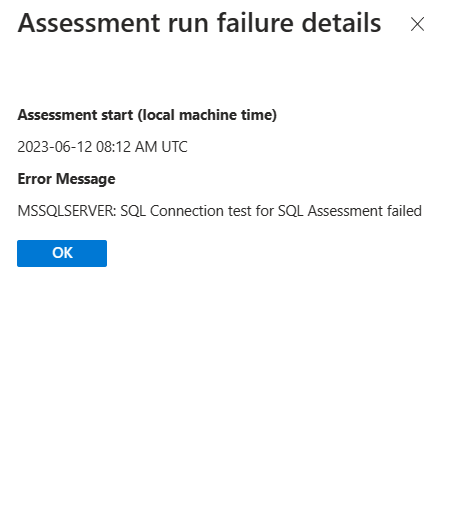 Assessment run failure details
Assessment start (local machine time)
2023-06-12 08:12 AM UTC
Error Message
MSSQLSERVER: SQL Connection test for SQL Assessment failed
OK